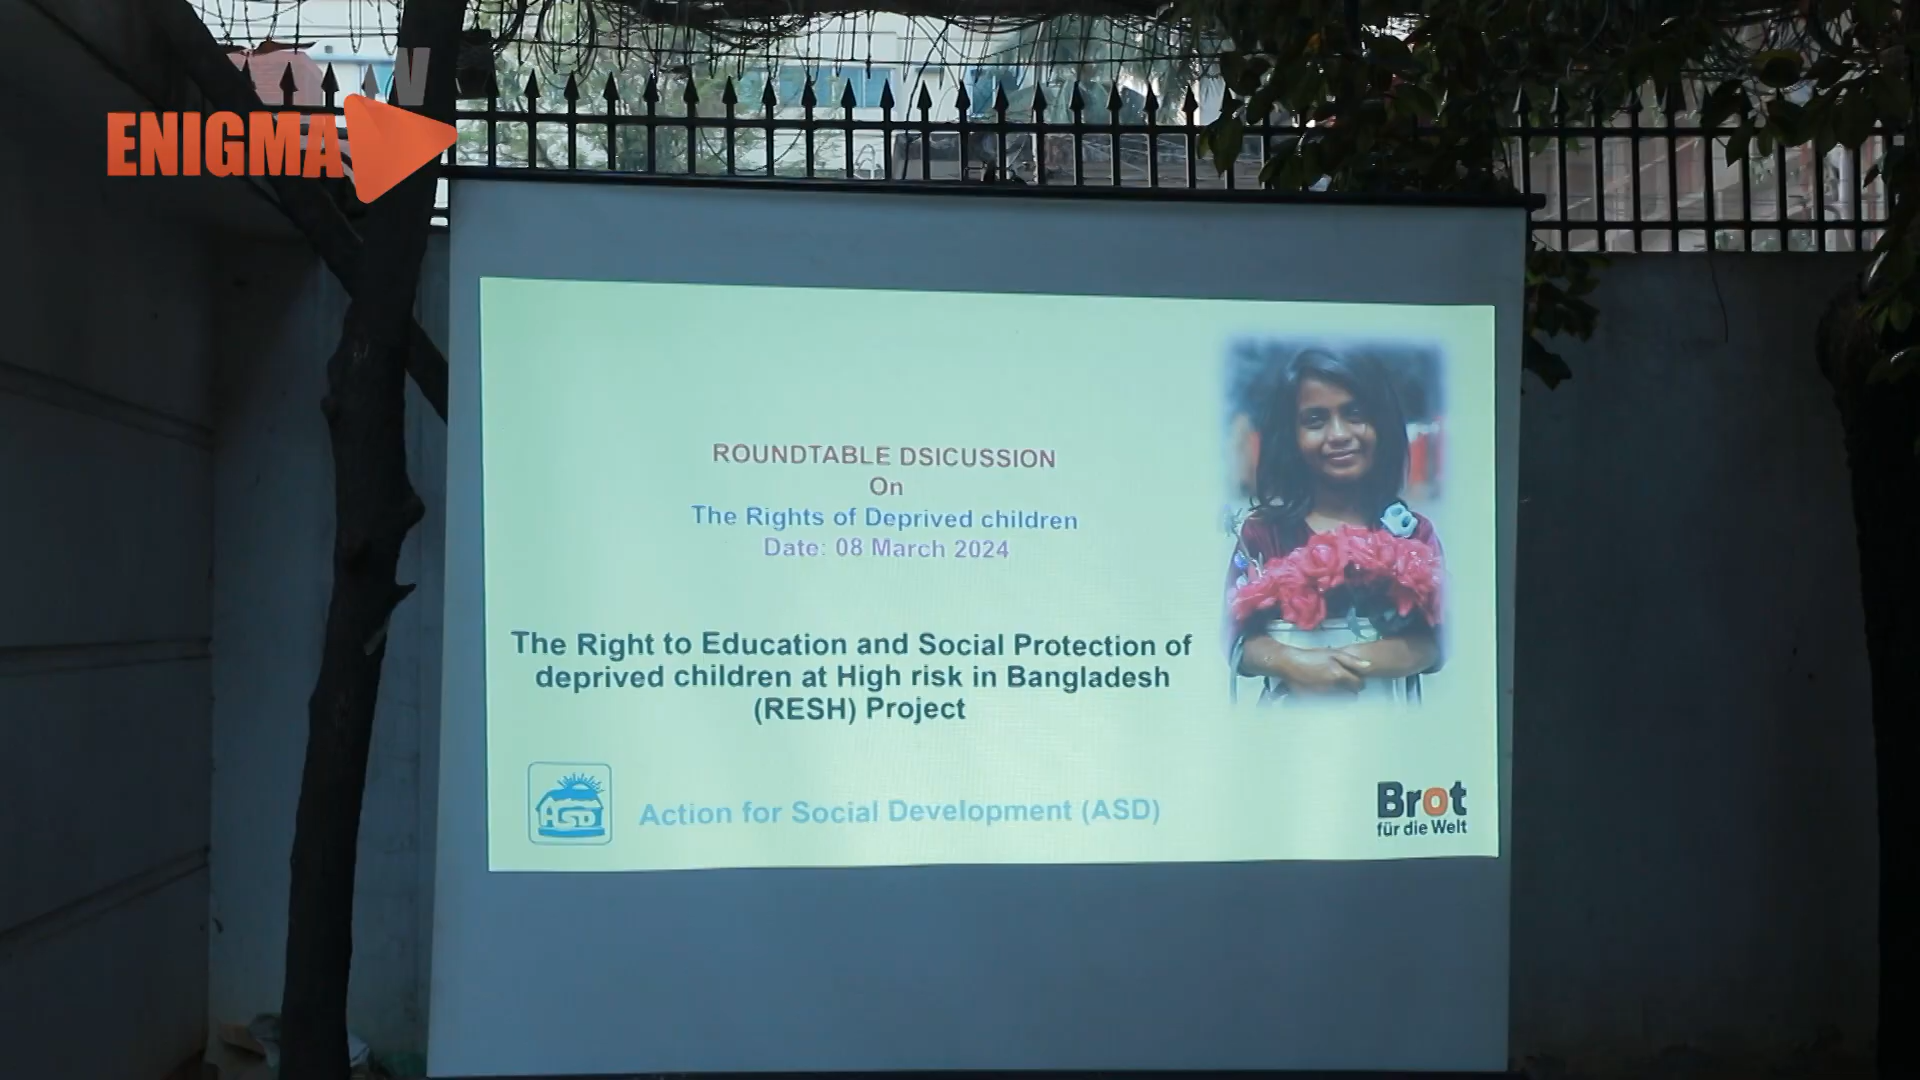 ENIGMA TV
ROUNDTABLE DSICUSSION
On
The Rights of Deprived children
Date: 08 March 2024
The Right to Education and Social Protection of
deprived children at High risk in Bangladesh
(RESH) Project
ASD
Action for Social Development (ASD)
Brot
für die Welt